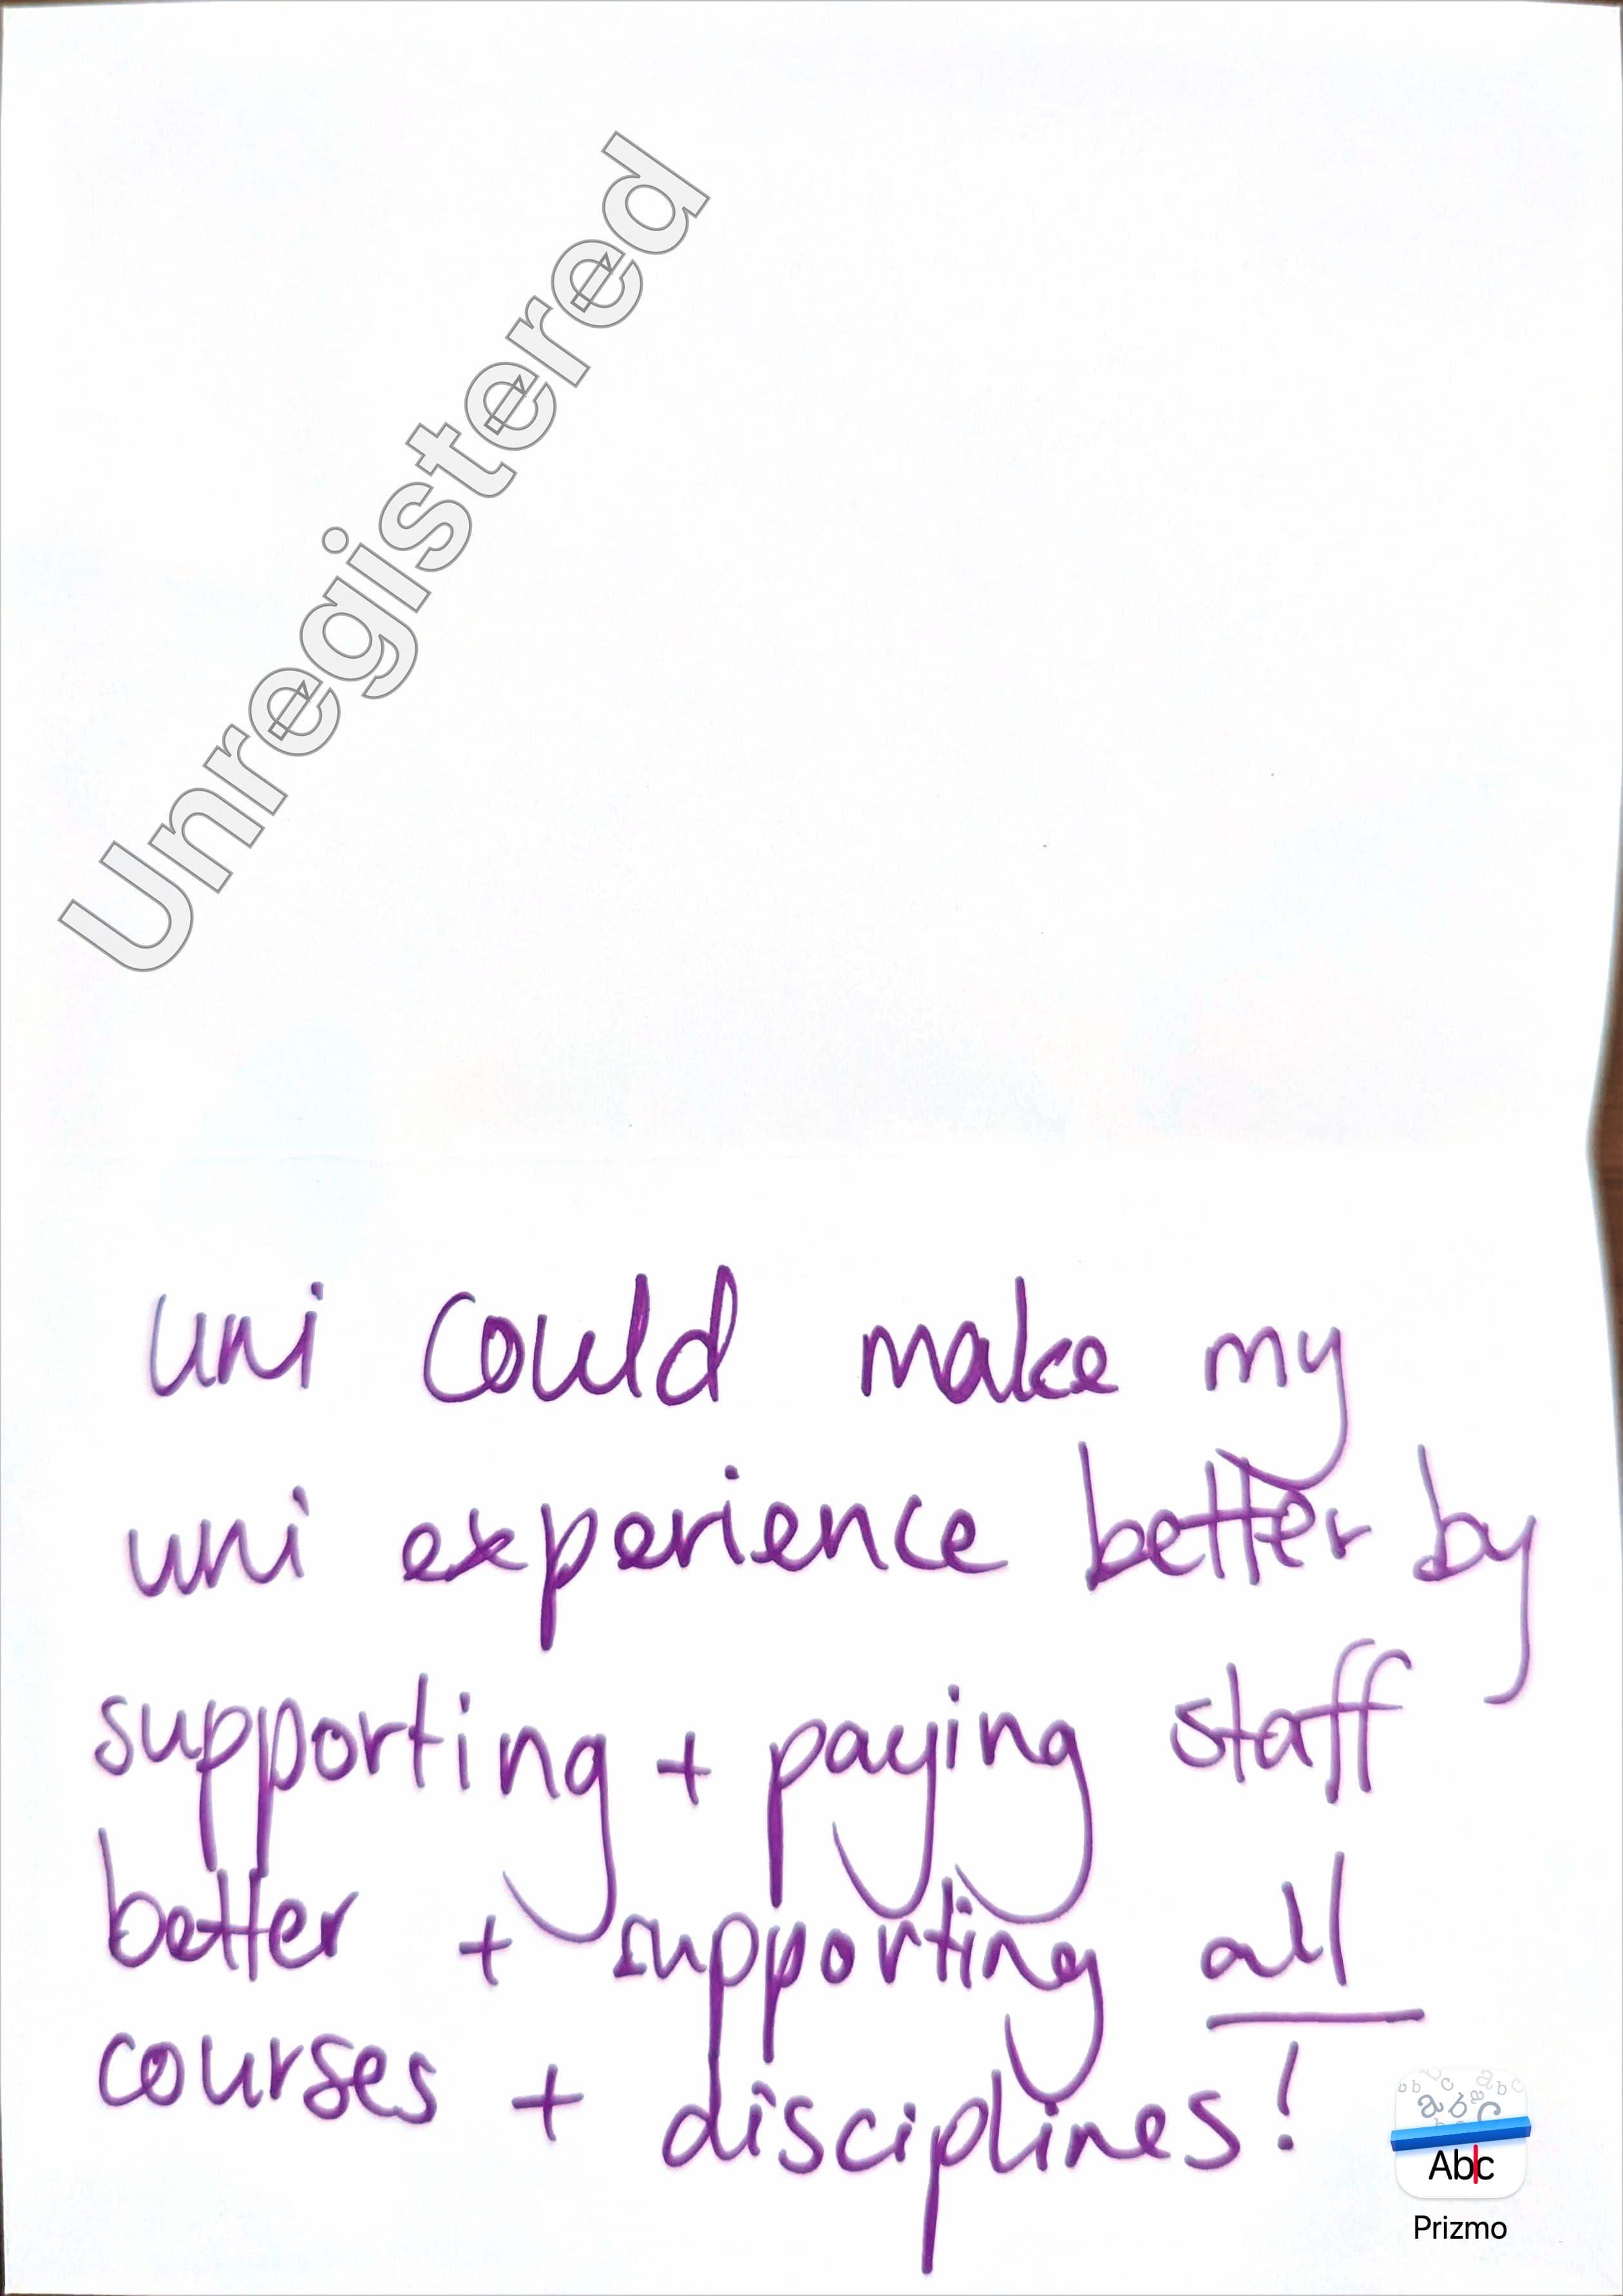 Unregistered
uni could make my
uni experience better by
supporting + paying staff
better + supporting all
courses + disciplines!
Abc
Prizmo